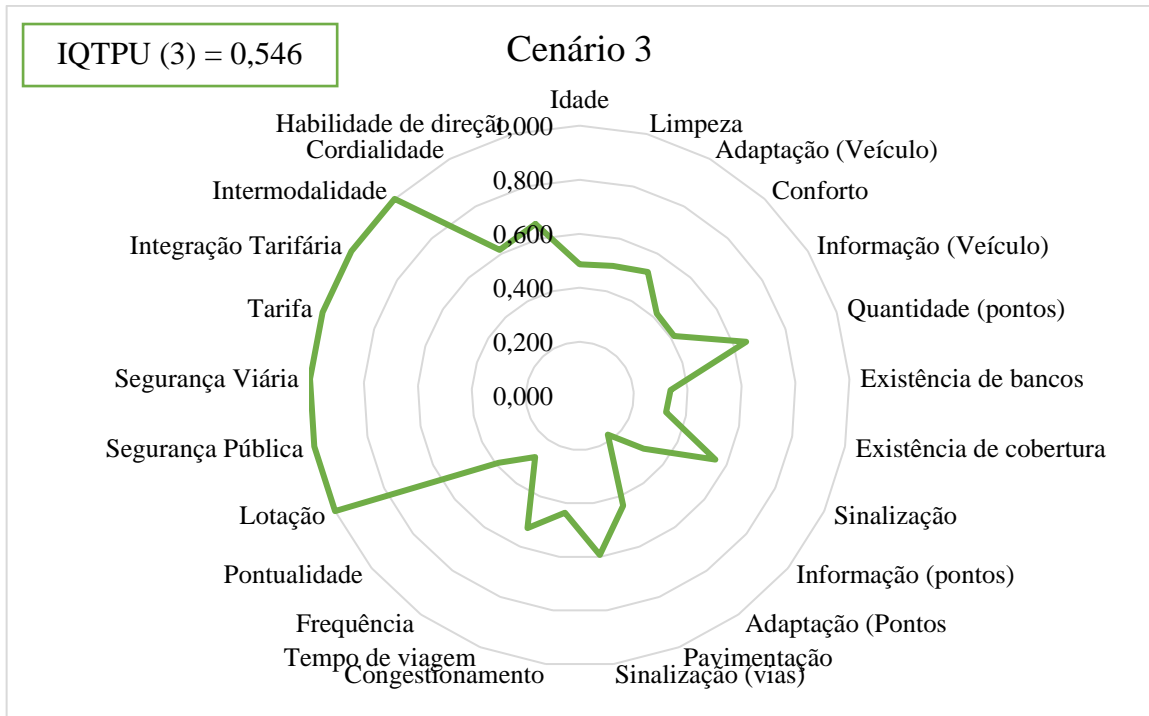 IQTPU (3) = 0,546
Cenário 3
Idade
Limpeza
Adaptação (Veículo)
Conforto
Informação (Veículo)
Quantidade (pontos)
Existência de bancos
Existência de cobertura
Sinalização
Informação (pontos)
Adaptação (Pontos
Pavimentação
Sinalização (vias)
Congestionamento
Tempo de viagem
Frequência
Pontualidade
Lotação
Segurança Pública
Segurança Viária
Tarifa
Integração Tarifária
Intermodalidade
Cordialidade
Habilidade de direção
1,000
0,800
0,600
0,400
0,200
0,000